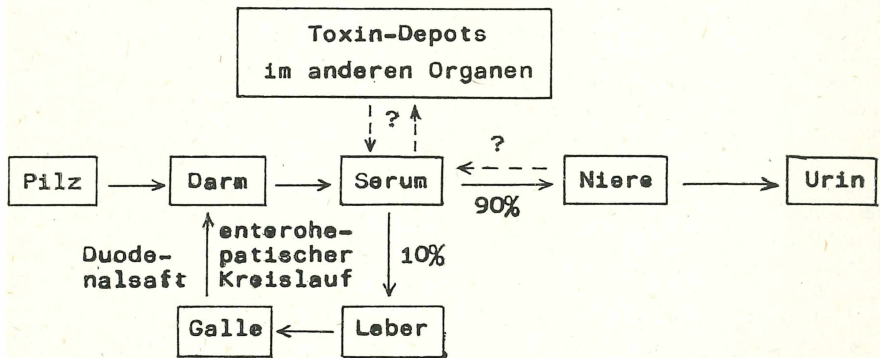 Toxin-Depots
im anderen Organen
?
?
Pilz
Darm
Serum
Niere
Urin
90%
Duode-
nalsaft
enterohe-
patischer
Kreislauf
10%
Galle
Leber